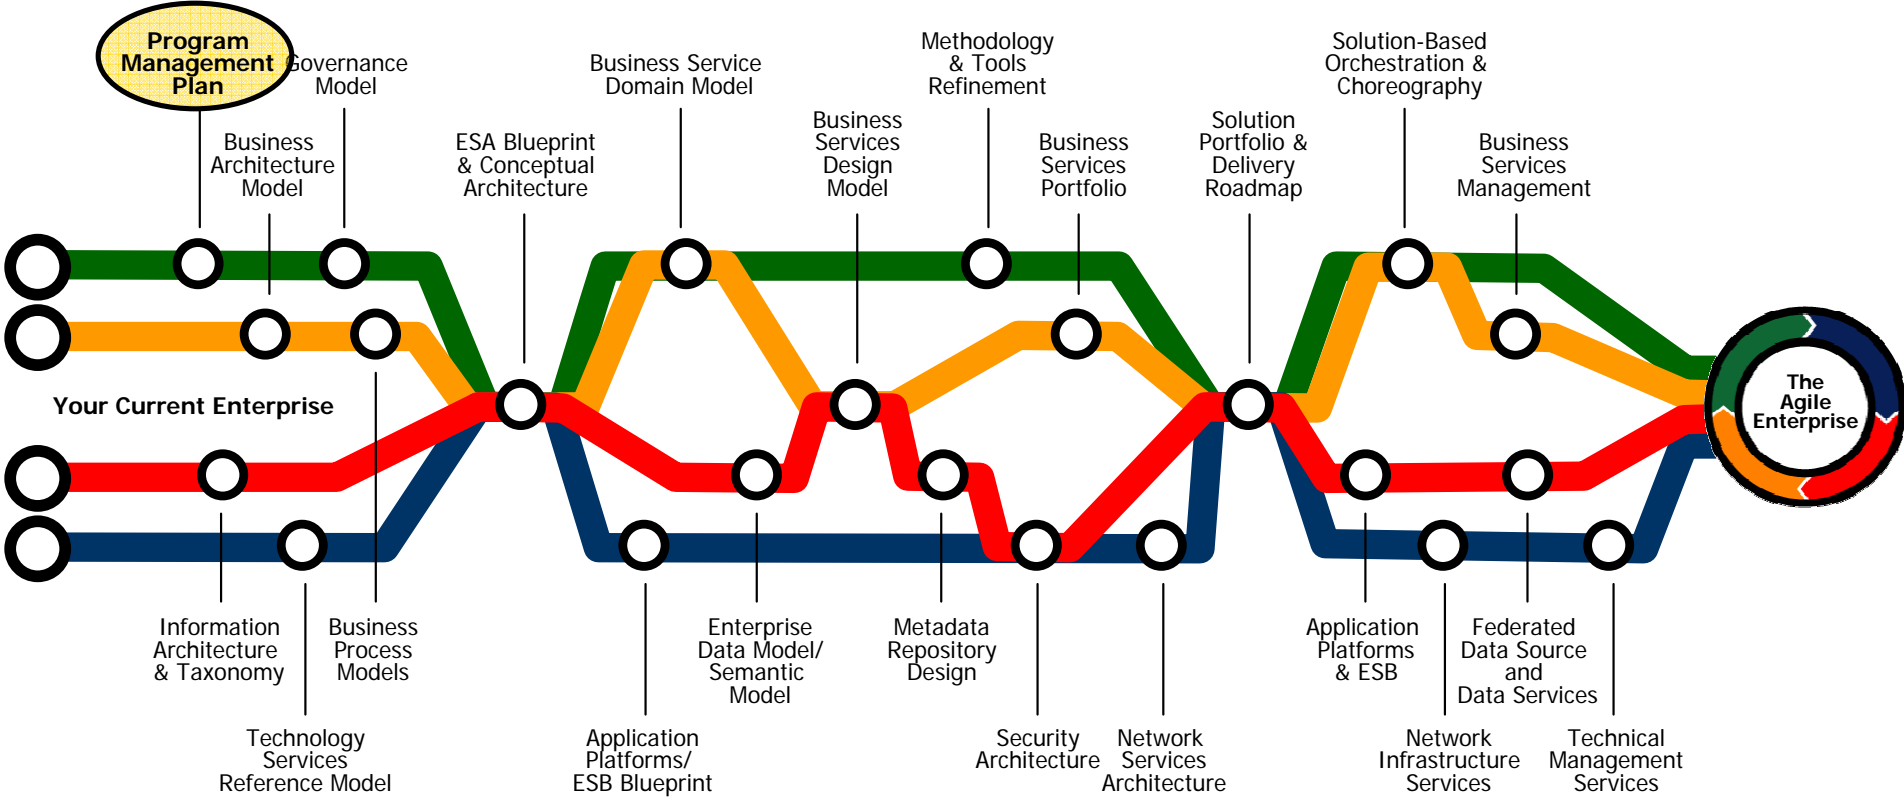 Program
Management
Plan
Governance
Model
Business
Architecture
Model
ESA Blueprint
& Conceptual
Architecture
Business Service
Domain Model
Business
Services
Design
Model
Methodology
& Tools
Refinement
Business
Services
Portfolio
Solution
Portfolio &
Delivery
Roadmap
Solution-Based
Orchestration &
Choreography
Business
Services
Management
Your Current Enterprise
The
Agile
Enterprise
Information
Architecture
& Taxonomy
Technology
Services
Reference Model
Business
Process
Models
Application
Platforms/
ESB Blueprint
Enterprise
Data Model/
Semantic
Model
Metadata
Repository
Design
Security
Architecture
Network
Services
Architecture
Application
Platforms
& ESB
Network
Infrastructure
Services
Federated
Data Source
and
Data Services
Technical
Management
Services